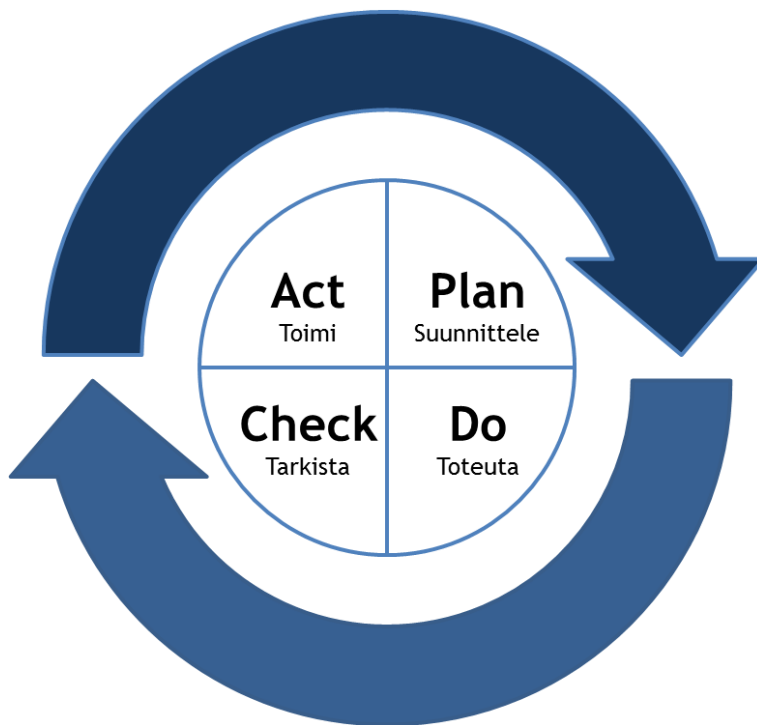 Act
Toimi
Plan
Suunnittele
Check
Tarkista
Do
Toteuta